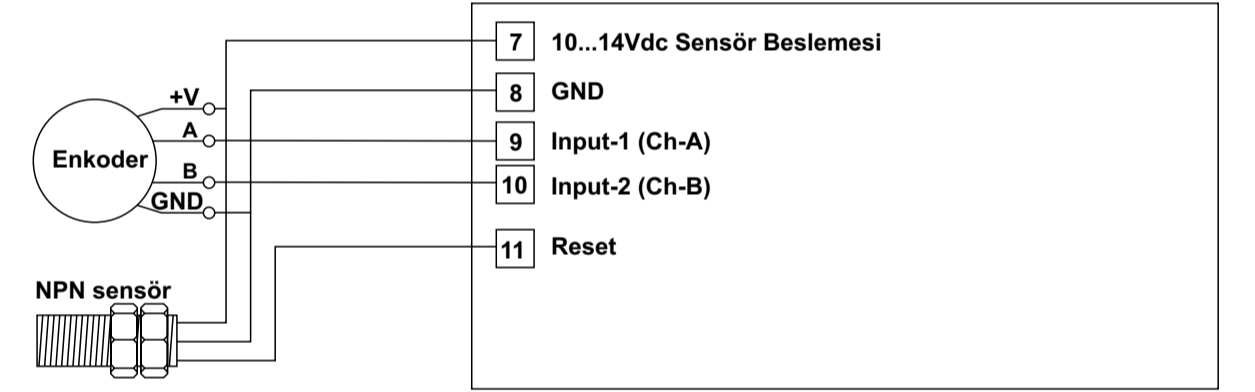 7 10...14Vdc Sensör Beslemesi
8 GND
+V
A
9 Input-1 (Ch-A)
Enkoder
B
10 Input-2 (Ch-B)
GND
11 Reset
NPN sensör